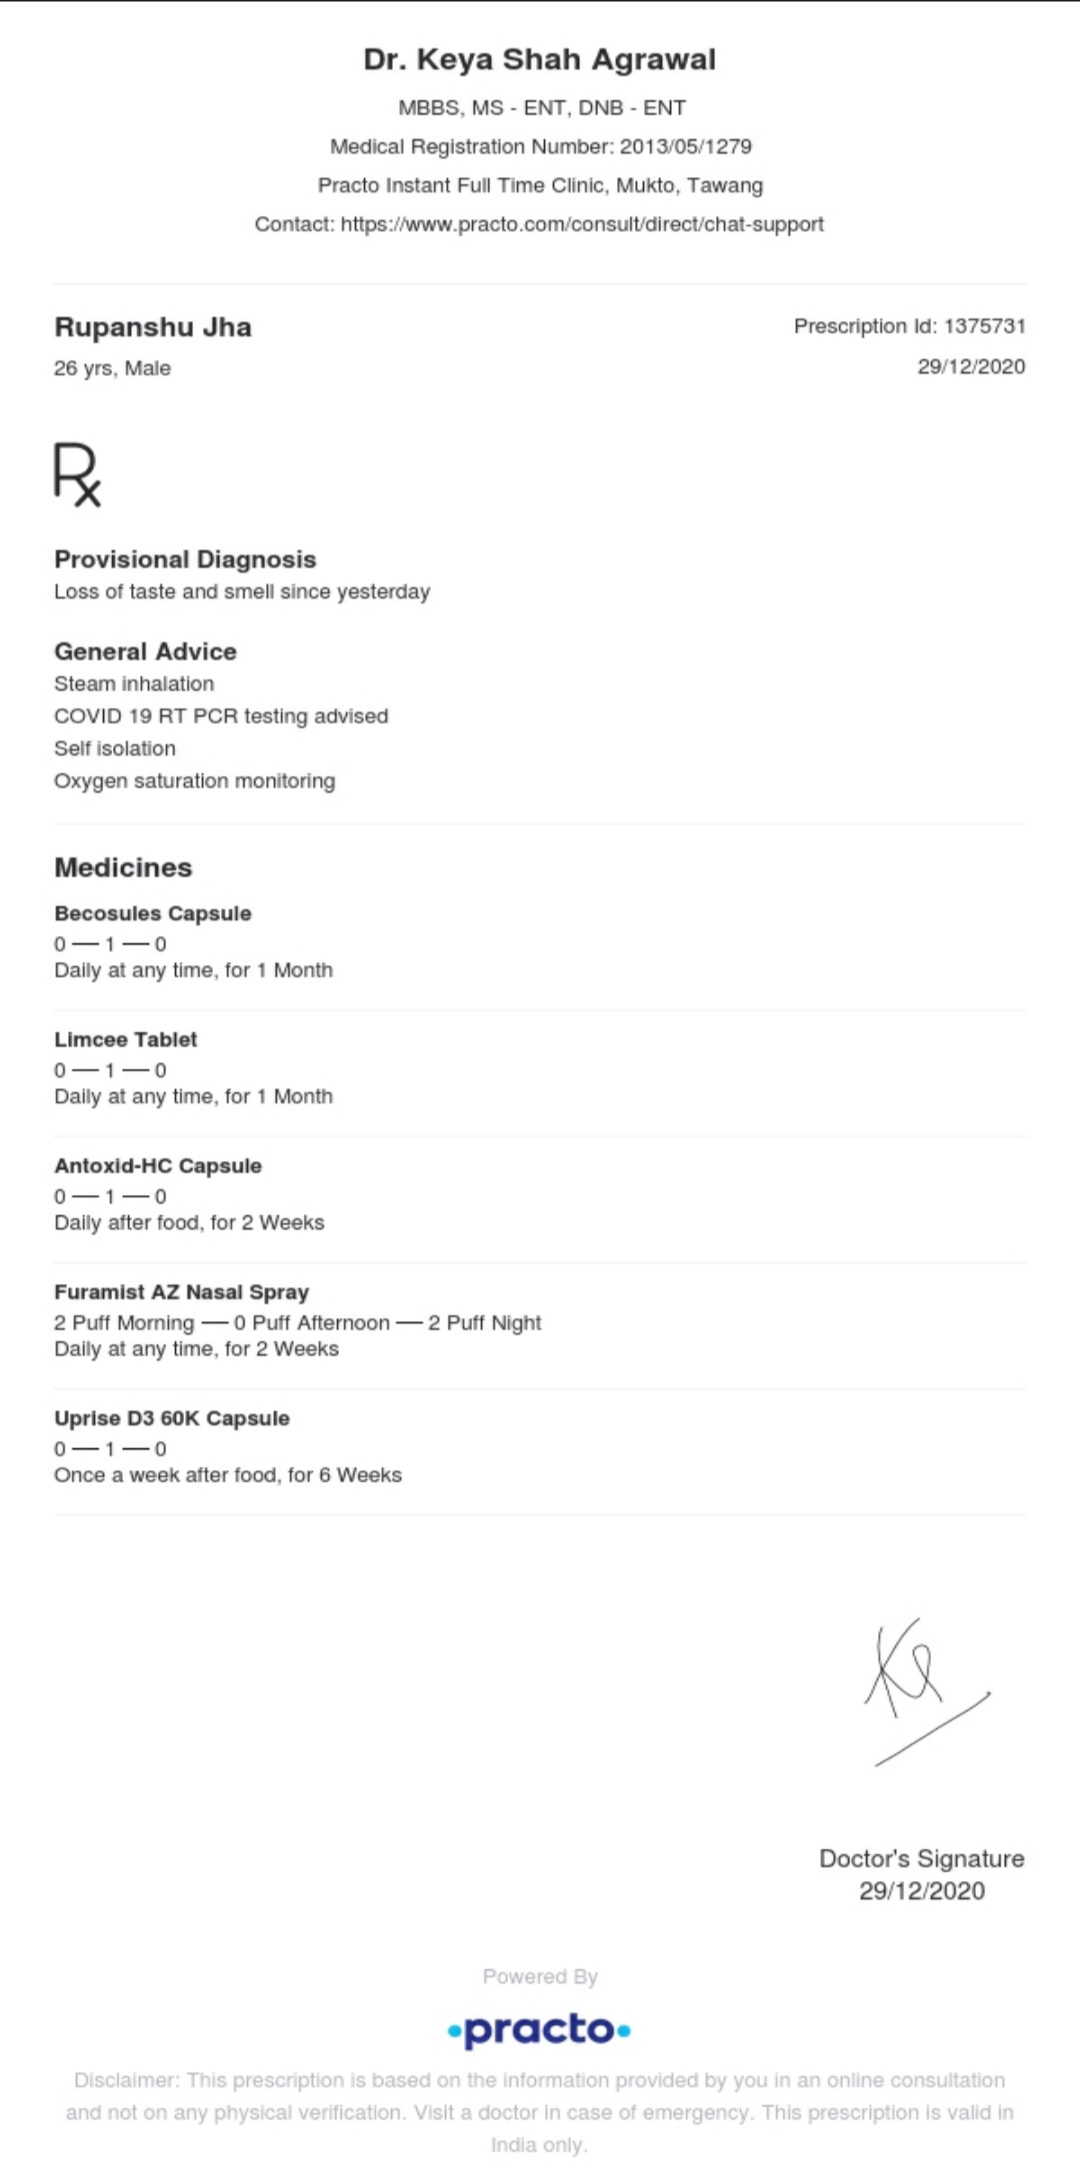 Dr. Keya Shah Agrawal
MBBS, MS - ENT, DNB - ENT
Medical Registration Number: 2013/05/1279
Practo Instant Full Time Clinic, Mukto, Tawang
Contact: https://www.practo.com/consult/direct/chat-support
Rupanshu Jha
Prescription Id: 1375731
26 yrs, Male
29/12/2020
Rx
Provisional Diagnosis
Loss of taste and smell since yesterday
General Advice
Steam inhalation
COVID 19 RT PCR testing advised
Self isolation
Oxygen saturation monitoring
Medicines
Becosules Capsule
0 — 1 — 0
Daily at any time, for 1 Month
Limcee Tablet
0 — 1 — 0
Daily at any time, for 1 Month
Antoxid-HC Capsule
0 — 1 — 0
Daily after food, for 2 Weeks
Furamist AZ Nasal Spray
2 Puff Morning — 0 Puff Afternoon — 2 Puff Night
Daily at any time, for 2 Weeks
Uprise D3 60K Capsule
0 — 1 — 0
Once a week after food, for 6 Weeks
Doctor's Signature
29/12/2020
Powered By
practo
Disclaimer: This prescription is based on the information provided by you in an online consultation
and not on any physical verification. Visit a doctor in case of emergency. This prescription is valid in
India only.